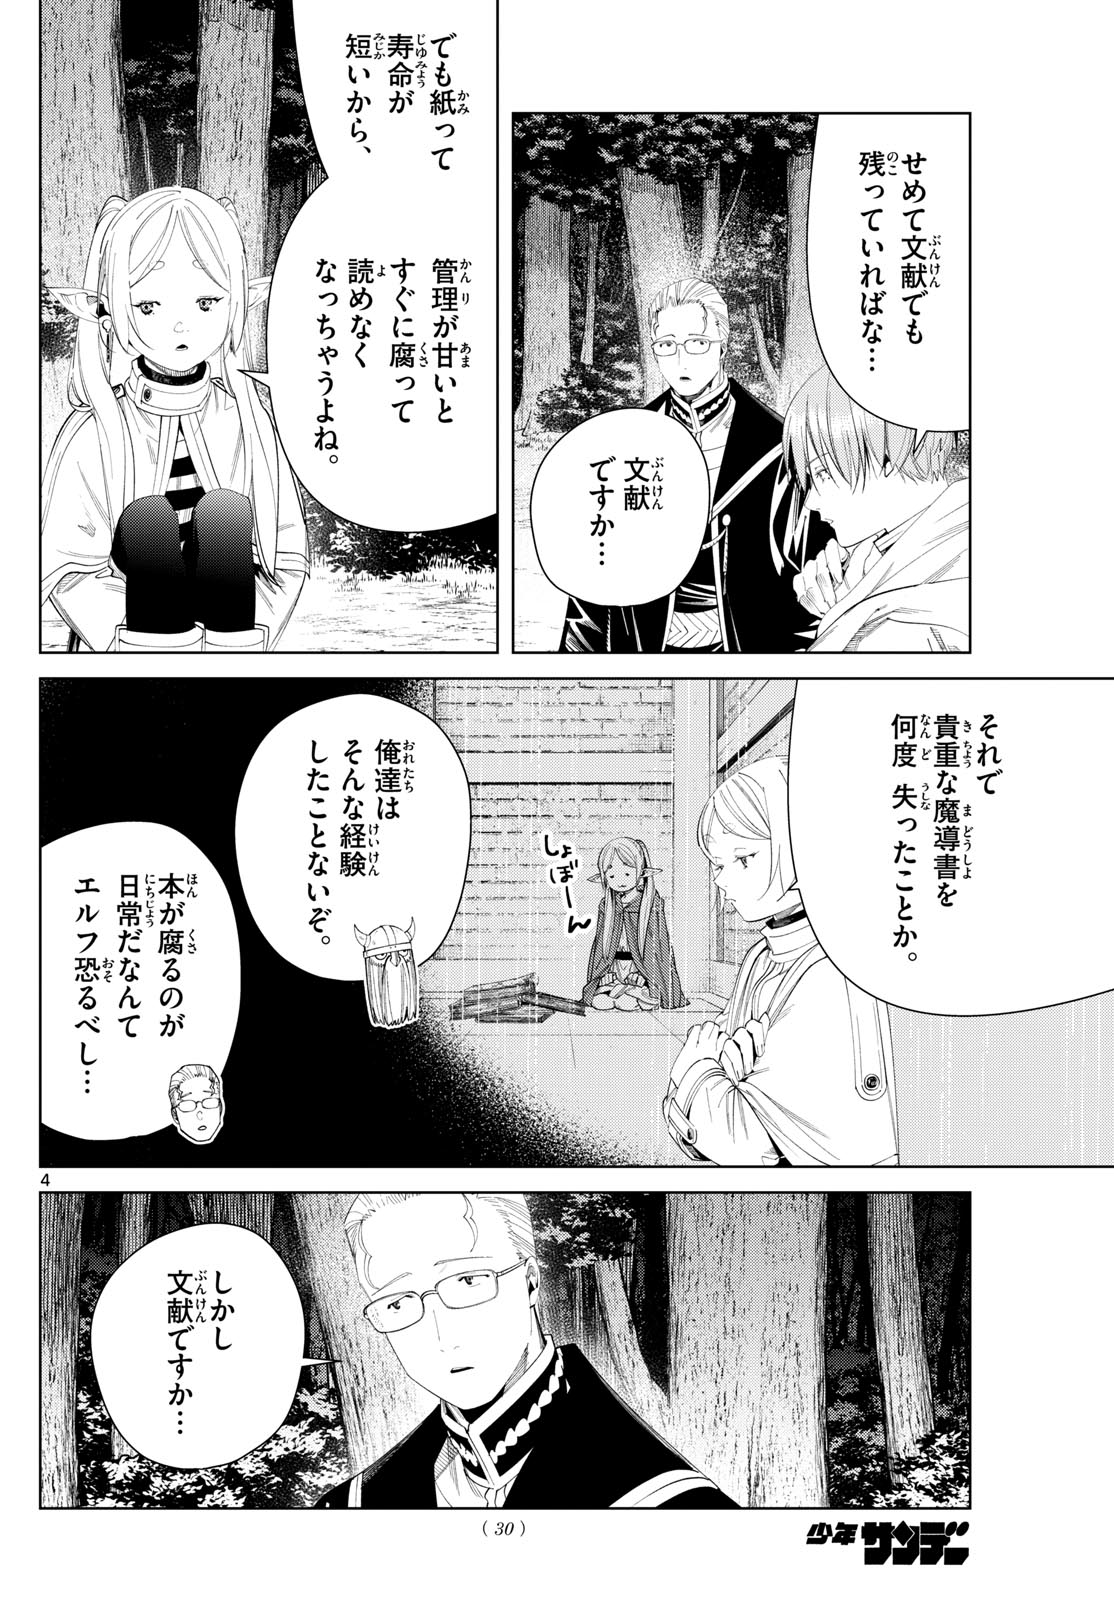 せめて文献でも
残っていればな…
文献
ですか…
でも紙って
寿命が
短いから、
管理が甘いと
すぐに腐って
読めなく
なっちゃうよね。
それで
貴重な魔導書を
何度失ったことか。
しょぼーん
俺達は
そんな経験
したことないぞ。
本が腐るのが
日常だなんて
エルフ恐るべし…
4
しかし
文献ですか…
(30)
少年サンデー